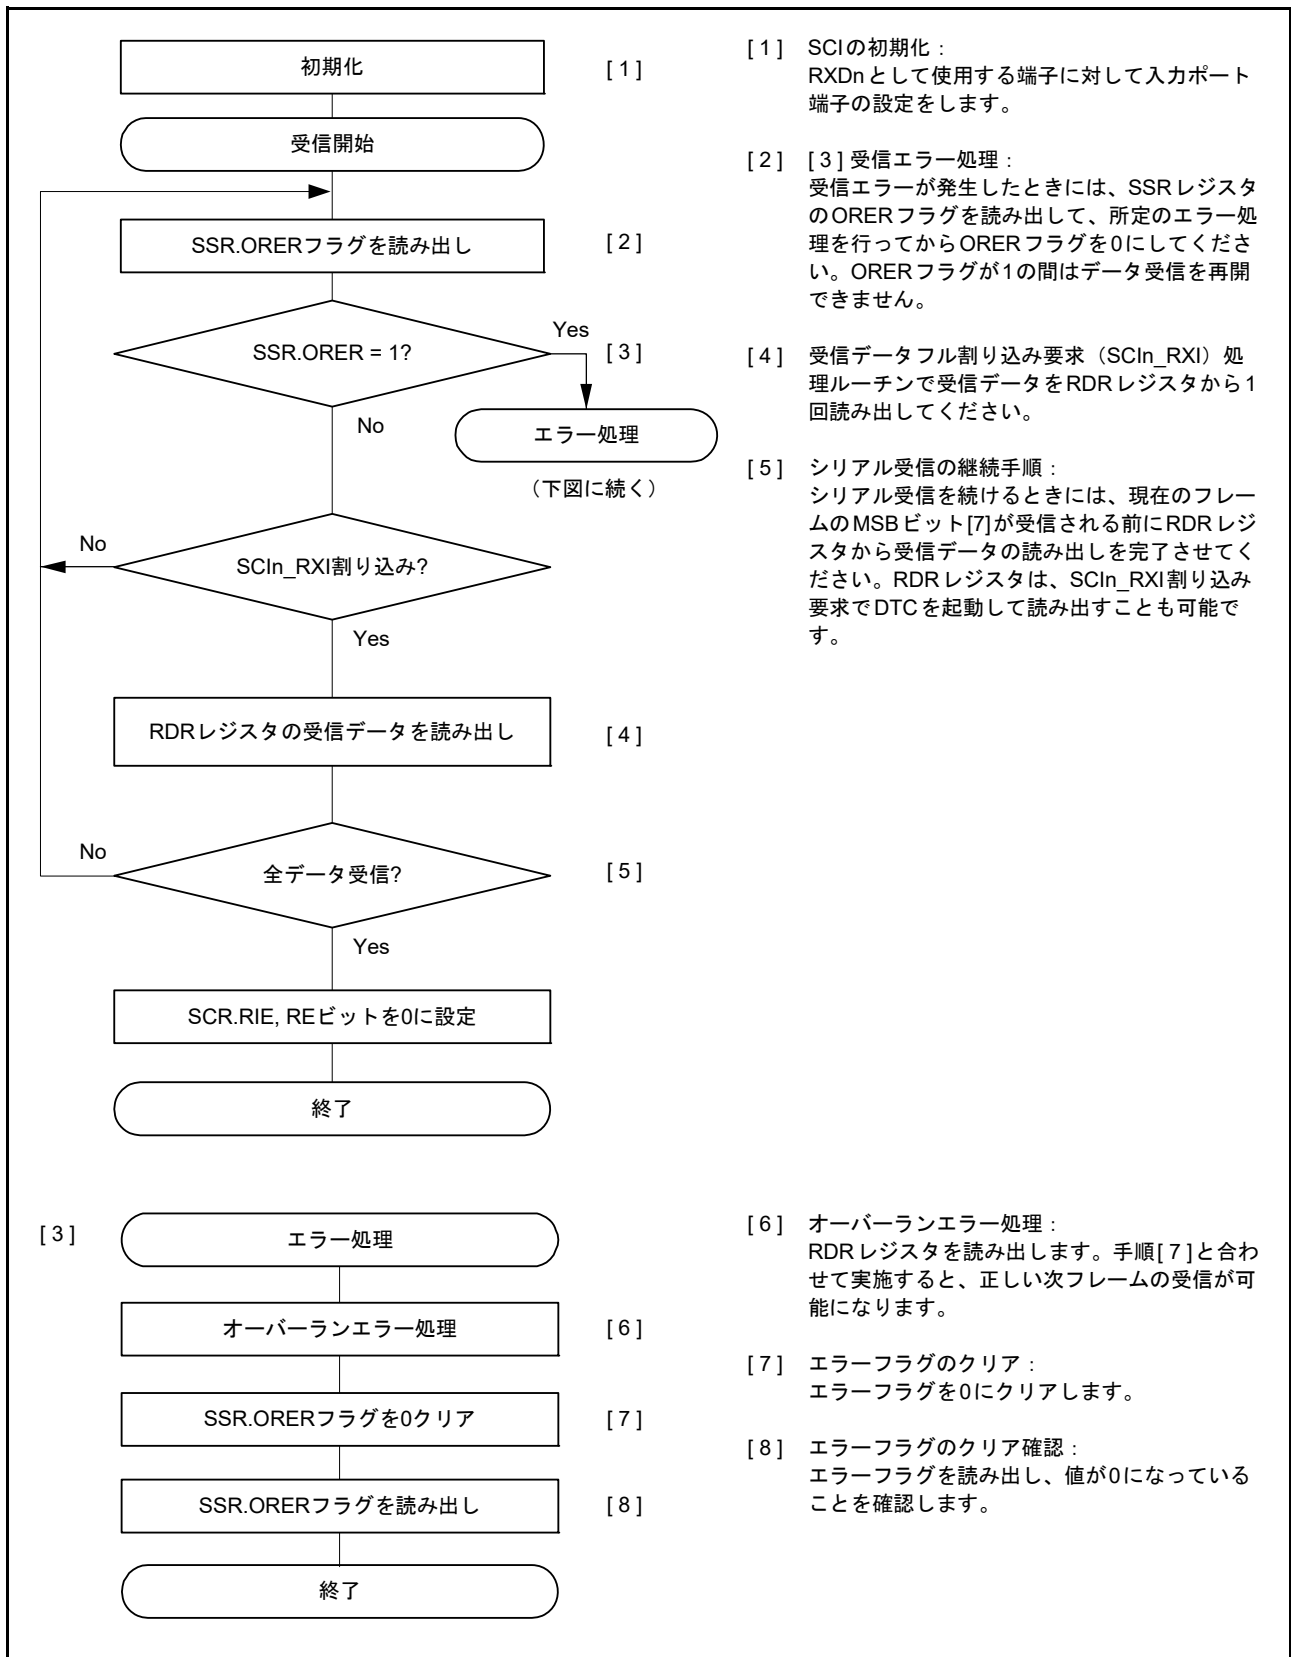 初期化
[ 1 ]
受信開始
SSR.ORERフラグを読み出し
[ 2 ]
SSR.ORER = 1?
Yes
[ 3 ]
No
エラー処理
（下図に続く）
No
SCIn_RXI割り込み?
Yes
RDRレジスタの受信データを読み出し
[ 4 ]
No
全データ受信?
[ 5 ]
Yes
SCR.RIE, REビットを0に設定
終了
[ 1 ] SCIの初期化：
RXDnとして使用する端子に対して入力ポート
端子の設定をします。
[ 2 ] [ 3 ] 受信エラー処理：
受信エラーが発生したときには、SSRレジスタ
のORERフラグを読み出して、所定のエラー処
理を行ってからORERフラグを0にしてくださ
い。ORERフラグが1の間はデータ受信を再開
できません。
[ 4 ] 受信データフル割り込み要求（SCIn_RXI）処
理ルーチンで受信データをRDRレジスタから1
回読み出してください。
[ 5 ] シリアル受信の継続手順：
シリアル受信を続けるときには、現在のフレー
ムのMSBビット[7]が受信される前にRDRレジ
スタから受信データの読み出しを完了させてく
ださい。RDRレジスタは、SCIn_RXI割り込み
要求でDTCを起動して読み出すことも可能で
す。
[ 3 ]
エラー処理
オーバーランエラー処理
[ 6 ]
SSR.ORERフラグを0クリア
[ 7 ]
SSR.ORERフラグを読み出し
[ 8 ]
終了
[ 6 ] オーバーランエラー処理：
RDRレジスタを読み出します。手順[ 7 ]と合わ
せて実施すると、正しい次フレームの受信が可
能になります。
[ 7 ] エラーフラグのクリア：
エラーフラグを0にクリアします。
[ 8 ] エラーフラグのクリア確認：
エラーフラグを読み出し、値が0になっている
ことを確認します。